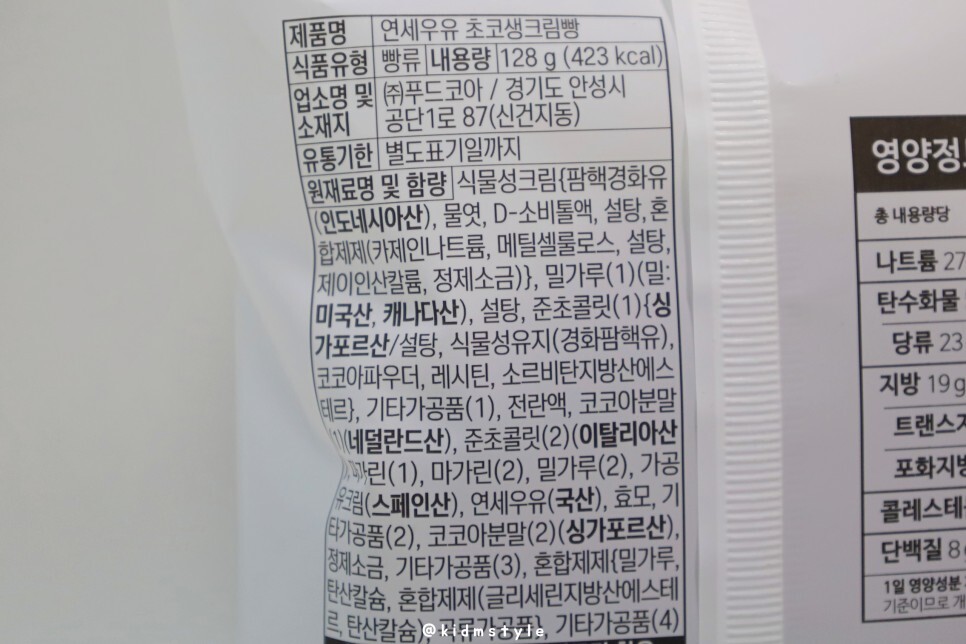 제품명 연세우유 초코생크림빵
식품유형 빵류 내용량 128 g (423 kcal)
업소명 및 소재지 ㈜푸드코아 / 경기도 안성시
공단1로 87(신건지동)
유통기한 별도표기일까지
원재료명 및 함량 식물성크림{팜핵경화유
(인도네시아산), 물엿, D-소비톨액, 설탕, 혼
합제제(카제인나트륨, 메틸셀룰로스, 설탕,
제이인산칼륨, 정제소금)}, 밀가루(1)(밀:
미국산, 캐나다산), 설탕, 준초콜릿(1){싱
가포르산/설탕, 식물성유지(경화팜핵유),
코코아파우더, 레시틴, 소르비탄지방산에스
테르}, 기타가공품(1), 전란액, 코코아분말
(1)(네덜란드산), 준초콜릿(2)(이탈리아산
), 마가린(1), 마가린(2), 밀가루(2), 가공
유크림(스페인산), 연세우유(국산), 효모, 기
타가공품(2), 코코아분말(2)(싱가포르산),
정제소금, 기타가공품(3), 혼합제제{밀가루,
탄산칼슘, 혼합제제(글리세린지방산에스테
르, 탄산칼슘) 기타가공품(4)
@kidmstyle
영양정
총 내용량당
나트륨 27
탄수화물
당류 23
지방 19 g
트랜스
포화지방
콜레스테
단백질 8
1일 영양성분
기준이므로 개